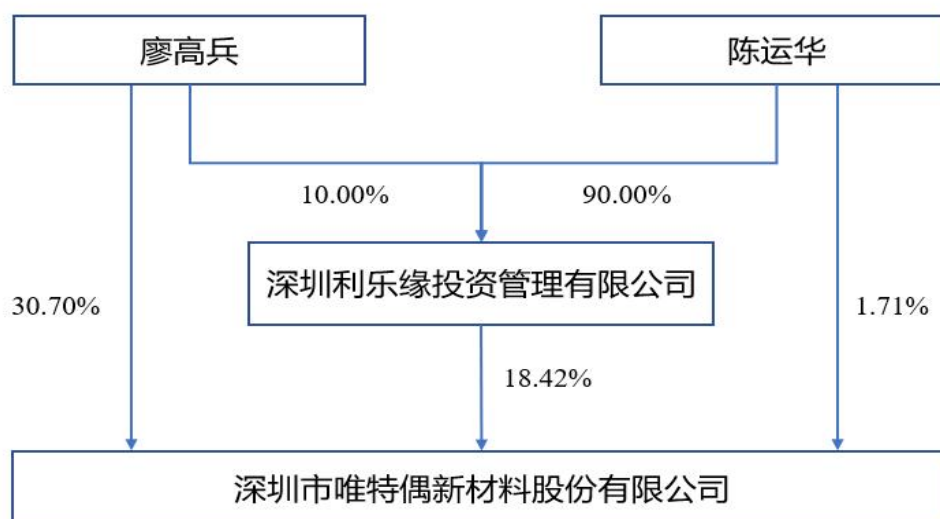 廖高兵
陈运华
10.00%
90.00%
深圳利乐缘投资管理有限公司
30.70%
1.71%
18.42%
深圳市唯特偶新材料股份有限公司